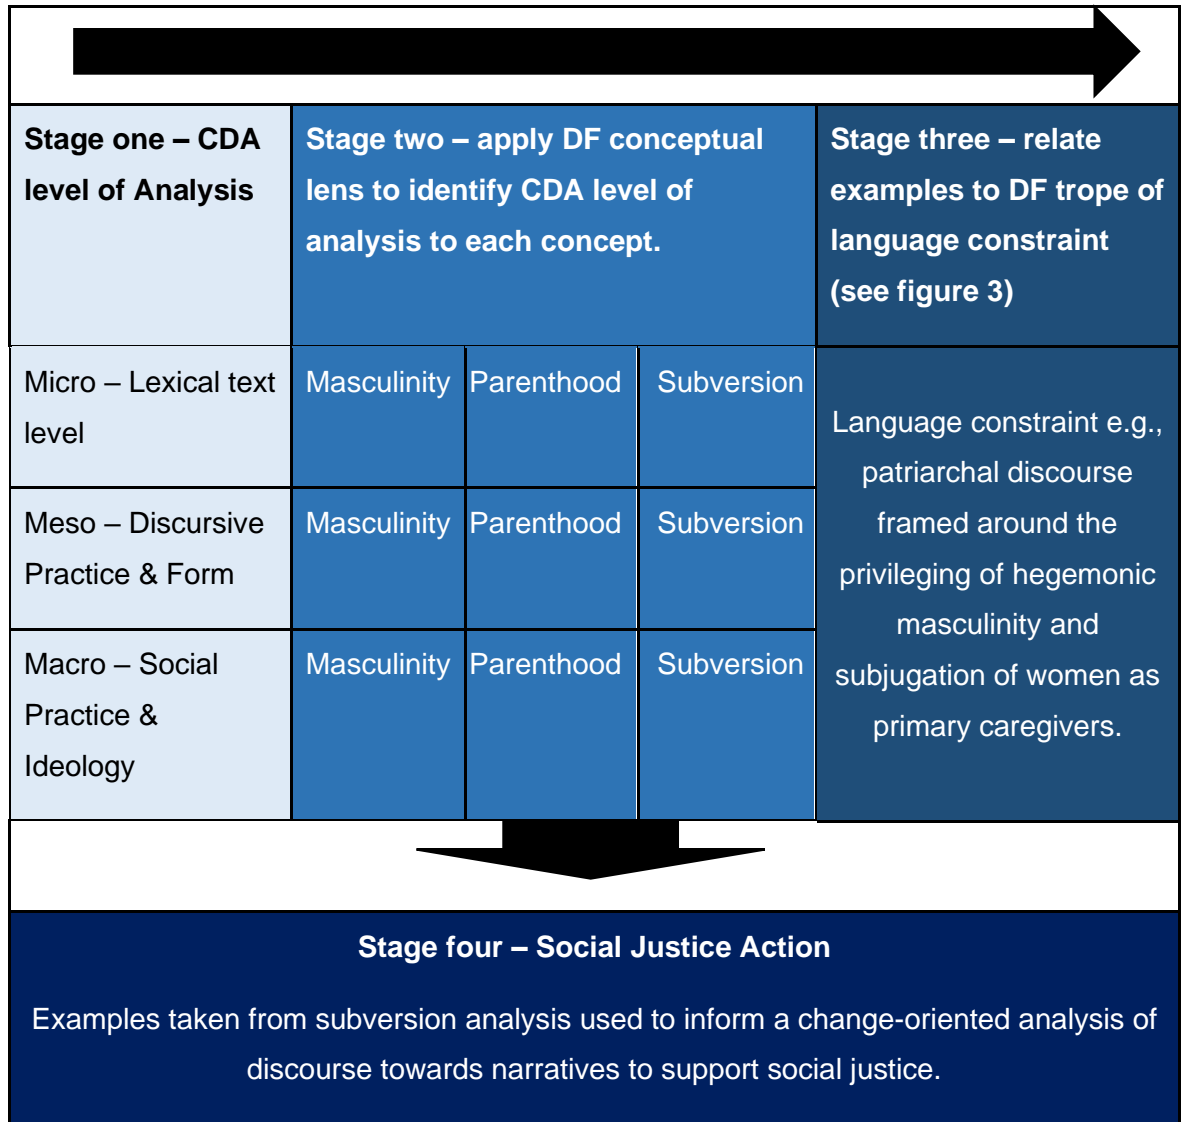 Stage one – CDA
level of Analysis
Stage two – apply DF conceptual
lens to identify CDA level of
analysis to each concept.
Stage three – relate
examples to DF trope of
language constraint
(see figure 3)
Micro – Lexical text
level
Masculinity
Parenthood
Subversion
Meso – Discursive
Practice & Form
Masculinity
Parenthood
Subversion
Macro – Social
Practice &
Ideology
Masculinity
Parenthood
Subversion
Language constraint e.g.,
patriarchal discourse
framed around the
privileging of hegemonic
masculinity and
subjugation of women as
primary caregivers.
Stage four – Social Justice Action
Examples taken from subversion analysis used to inform a change-oriented analysis of
discourse towards narratives to support social justice.